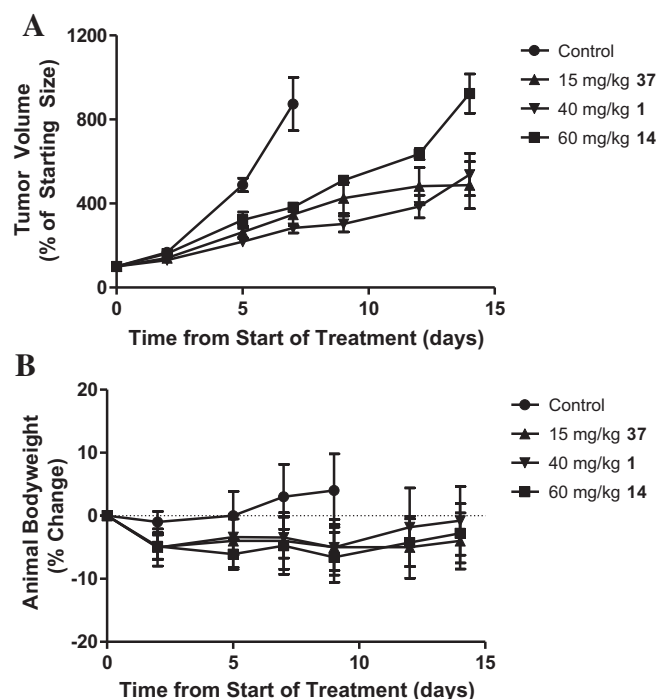 A
1200
800
400
0
Tumor Volume
(% of Starting Size)
0
5
10
15
Time from Start of Treatment (days)
Control
15 mg/kg 37
40 mg/kg 1
60 mg/kg 14
B
20
10
0
-10
-20
Animal Bodyweight
(% Change)
0
5
10
15
Time from Start of Treatment (days)
Control
15 mg/kg 37
40 mg/kg 1
60 mg/kg 14